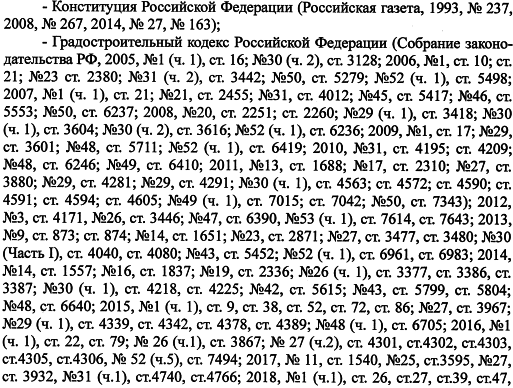 - Конституция Российской Федерации (Российская газета, 1993, № 237,
2008, № 267, 2014, № 27, № 163);
- Градостроительный кодекс Российской Федерации (Собрание законо-
дательства РФ, 2005, №1 (ч. 1), ст. 16; №30 (ч. 2), ст. 3128; 2006, №1, ст. 10; ст.
21; №23 ст. 2380; №31 (ч. 2), ст. 3442; №50, ст. 5279; №52 (ч. 1), ст. 5498;
2007, №1 (ч. 1), ст. 21; №21, ст. 2455; №31, ст. 4012; №45, ст. 5417; №46, ст.
5553; №50, ст. 6237; 2008, №20, ст. 2251; ст. 2260; №29 (ч. 1), ст. 3418; №30
(ч. 1), ст. 3604; №30 (ч. 2), ст. 3616; №52 (ч. 1), ст. 6236; 2009, №1, ст. 17; №29,
ст. 3601; №48, ст. 5711; №52 (ч. 1), ст. 6419; 2010, №31, ст. 4195; ст. 4209;
№48, ст. 6246; №49, ст. 6410; 2011, №13, ст. 1688; №17, ст. 2310; №27, ст.
3880; №29, ст. 4281; №29, ст. 4291; №30 (ч. 1), ст. 4563; ст. 4572; ст. 4590; ст.
4591; ст. 4594; ст. 4605; №49 (ч. 1), ст. 7015; ст. 7042; №50, ст. 7343); 2012,
№3, ст. 4171, №26, ст. 3446; №47, ст. 6390, №53 (ч. 1), ст. 7614, ст. 7643; 2013,
№9, ст. 873; ст. 874; №14, ст. 1651; №23, ст. 2871; №27, ст. 3477, ст. 3480; №30
(Часть I), ст. 4040, ст. 4080; №43, ст. 5452; №52 (ч. 1), ст. 6961, ст. 6983; 2014,
№14, ст. 1557; №16, ст. 1837; №19, ст. 2336; №26 (ч. 1), ст. 3377, ст. 3386, ст.
3387; №30 (ч. 1), ст. 4218, ст. 4225; №42, ст. 5615; №43, ст. 5799, ст. 5804;
№48, ст. 6640; 2015, №1 (ч. 1), ст. 9, ст. 38, ст. 52, ст. 72, ст. 86; №27, ст. 3967;
№29 (ч. 1), ст. 4339, ст. 4342, ст. 4378, ст. 4389; №48 (ч. 1), ст. 6705; 2016, №1
(ч. 1), ст. 22, ст. 79; № 26 (ч.1), ст. 3867; № 27 (ч.2), ст. 4301, ст.4302, ст.4303,
ст.4305, ст.4306, № 52 (ч.5), ст. 7494; 2017, № 11, ст. 1540, №25, ст.3595, №27,
ст. 3932, №31 (ч.1), ст.4740, ст.4766; 2018, №1 (ч.1), ст. 26, ст.27, ст.39, ст.47,